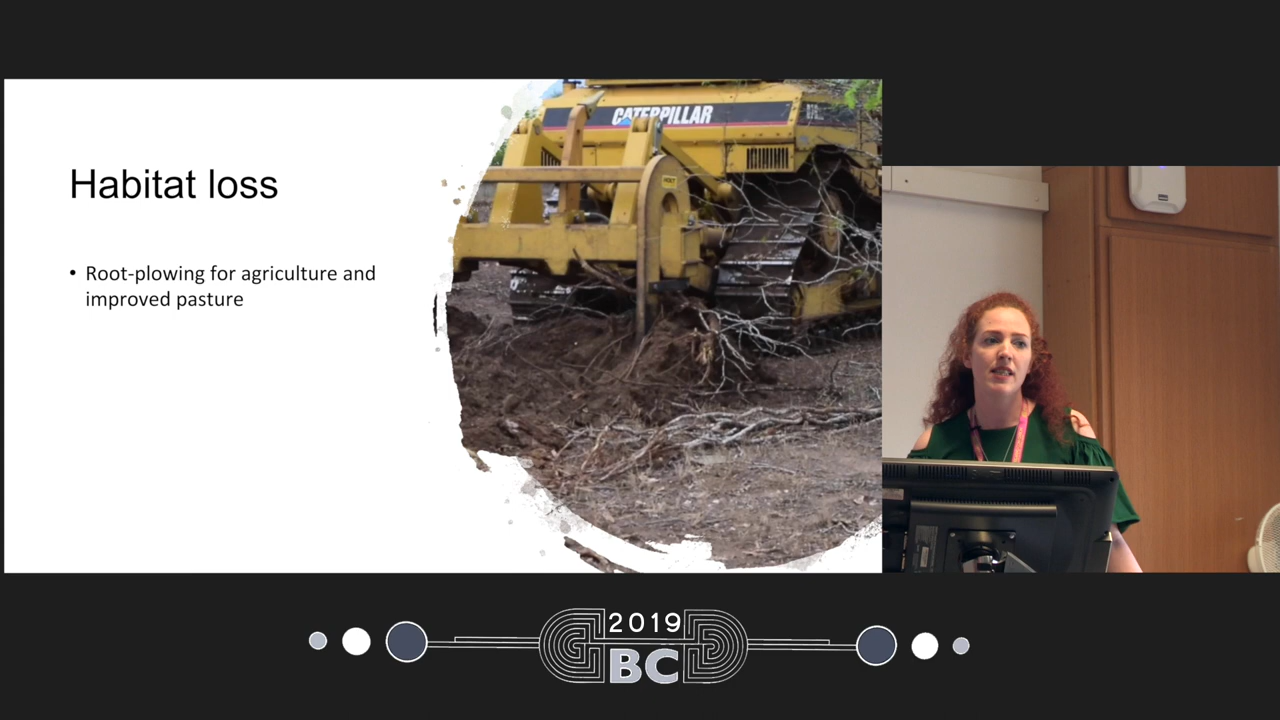 Habitat loss
• Root-plowing for agriculture and
improved pasture
CATERPILLAR
2019
BC